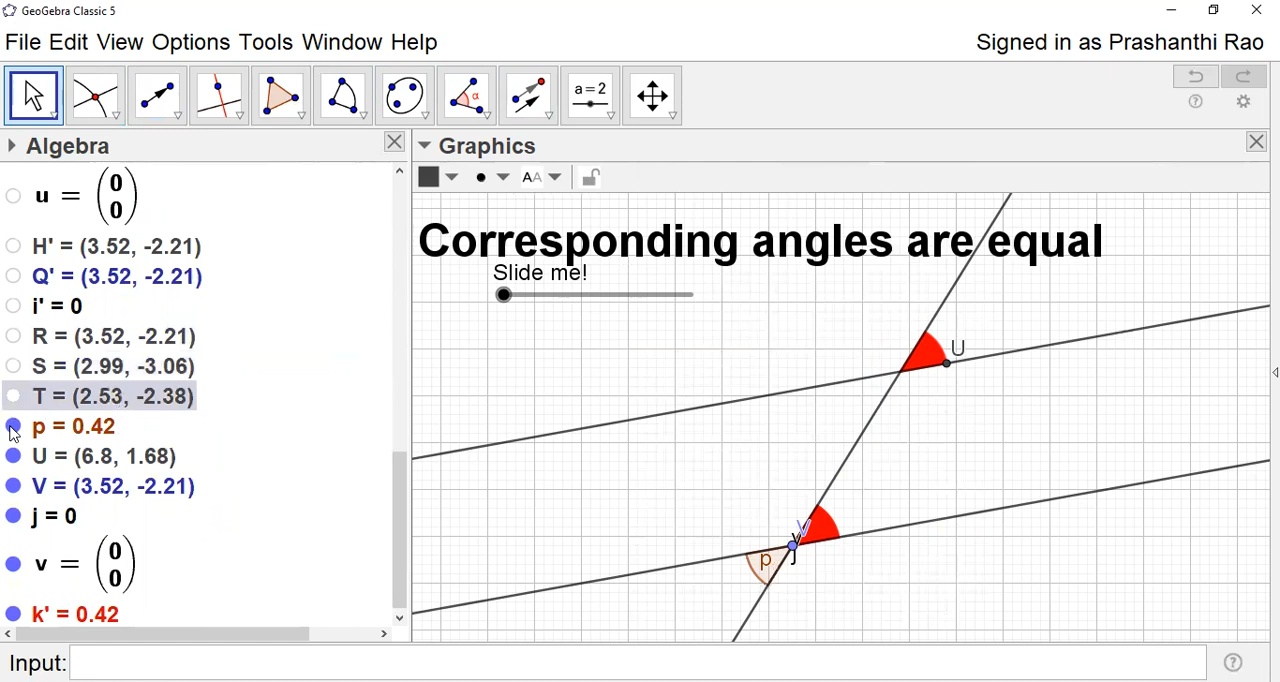 GeoGebra Classic 5
File Edit View Options Tools Window Help
Signed in as Prashanthi Rao
α
a=2
Algebra
Graphics
AA
u = (0 0)
H' = (3.52, -2.21)
Q' = (3.52, -2.21)
i' = 0
R = (3.52, -2.21)
S = (2.99, -3.06)
T = (2.53, -2.38)
p = 0.42
U = (6.8, 1.68)
V = (3.52, -2.21)
j = 0
v = (0 0)
k' = 0.42
Corresponding angles are equal
Slide me!
U
V
p
j
Input: